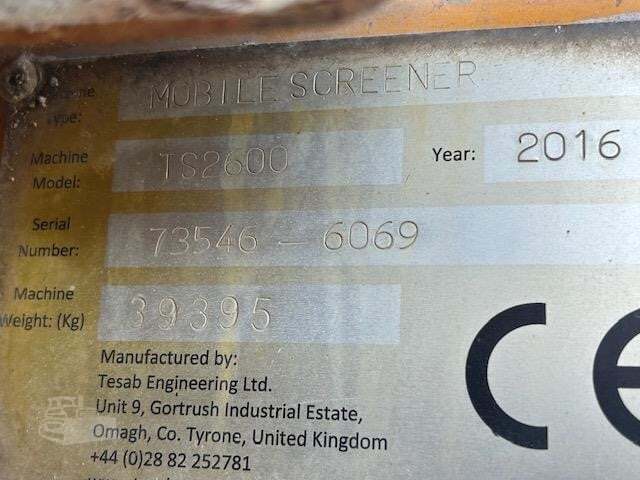 MOBILE SCREENER
Type:
Machine Model: TS2600 Year: 2016
Serial Number: 73546 - 6069
Machine Weight: (Kg) 39395
Manufactured by:
Tesab Engineering Ltd.
Unit 9, Gortrush Industrial Estate,
Omagh, Co. Tyrone, United Kingdom
+44 (0)28 82 252781
CE